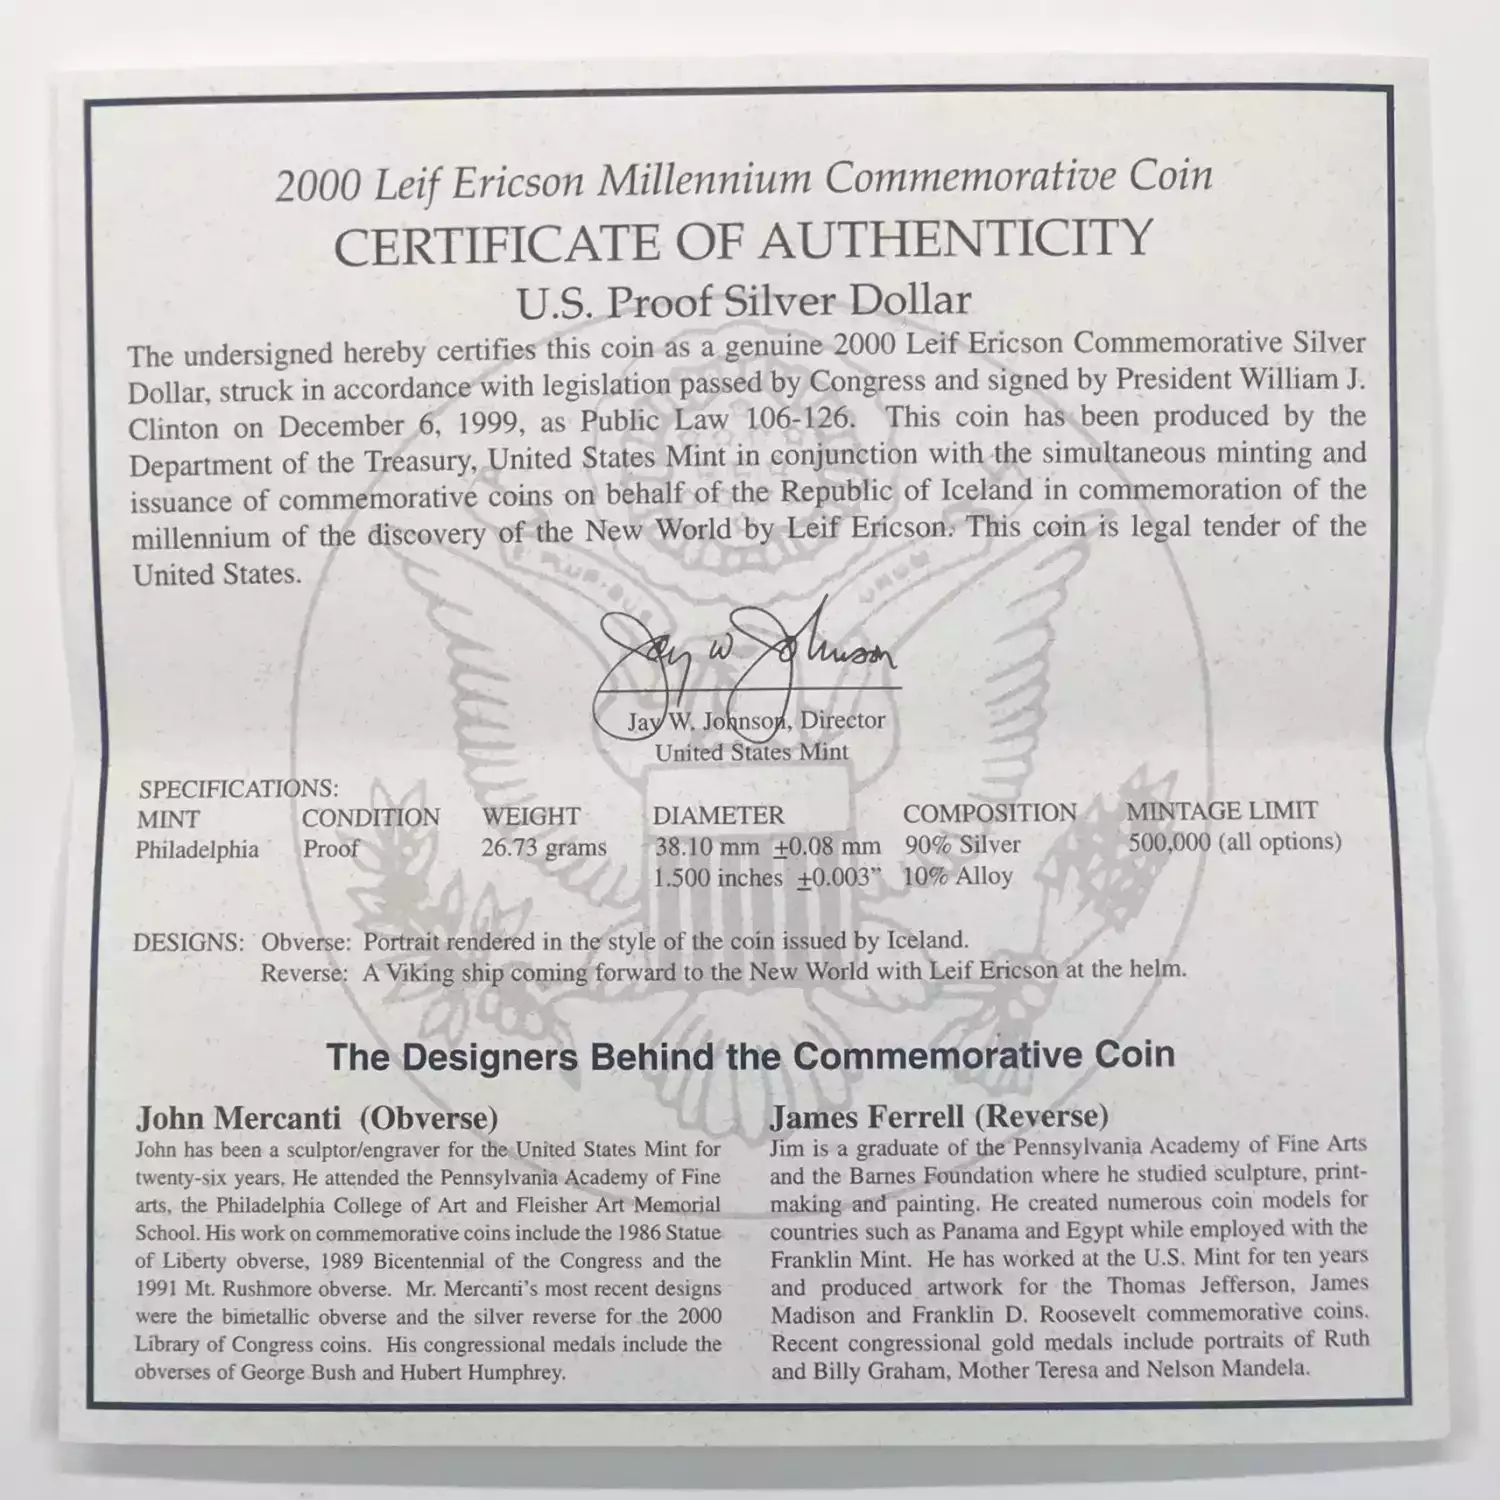 2000 Leif Ericson Millennium Commemorative Coin
CERTIFICATE OF AUTHENTICITY
U.S. Proof Silver Dollar
The undersigned hereby certifies this coin as a genuine 2000 Leif Ericson Commemorative Silver
Dollar, struck in accordance with legislation passed by Congress and signed by President William J.
Clinton on December 6, 1999, as Public Law 106-126. This coin has been produced by the
Department of the Treasury, United States Mint in conjunction with the simultaneous minting and
issuance of commemorative coins on behalf of the Republic of Iceland in commemoration of the
millennium of the discovery of the New World by Leif Ericson. This coin is legal tender of the
United States.
Jay W Johnson
Jay W. Johnson, Director
United States Mint
SPECIFICATIONS:
MINT CONDITION WEIGHT DIAMETER COMPOSITION MINTAGE LIMIT
Philadelphia Proof 26.73 grams 38.10 mm ±0.08 mm 90% Silver 500,000 (all options)
1.500 inches ±0.003” 10% Alloy
DESIGNS: Obverse: Portrait rendered in the style of the coin issued by Iceland.
Reverse: A Viking ship coming forward to the New World with Leif Ericson at the helm.
The Designers Behind the Commemorative Coin
John Mercanti (Obverse)
John has been a sculptor/engraver for the United States Mint for
twenty-six years. He attended the Pennsylvania Academy of Fine
arts, the Philadelphia College of Art and Fleisher Art Memorial
School. His work on commemorative coins include the 1986 Statue
of Liberty obverse, 1989 Bicentennial of the Congress and the
1991 Mt. Rushmore obverse. Mr. Mercanti’s most recent designs
were the bimetallic obverse and the silver reverse for the 2000
Library of Congress coins. His congressional medals include the
obverses of George Bush and Hubert Humphrey.
James Ferrell (Reverse)
Jim is a graduate of the Pennsylvania Academy of Fine Arts
and the Barnes Foundation where he studied sculpture, print-
making and painting. He created numerous coin models for
countries such as Panama and Egypt while employed with the
Franklin Mint. He has worked at the U.S. Mint for ten years
and produced artwork for the Thomas Jefferson, James
Madison and Franklin D. Roosevelt commemorative coins.
Recent congressional gold medals include portraits of Ruth
and Billy Graham, Mother Teresa and Nelson Mandela.